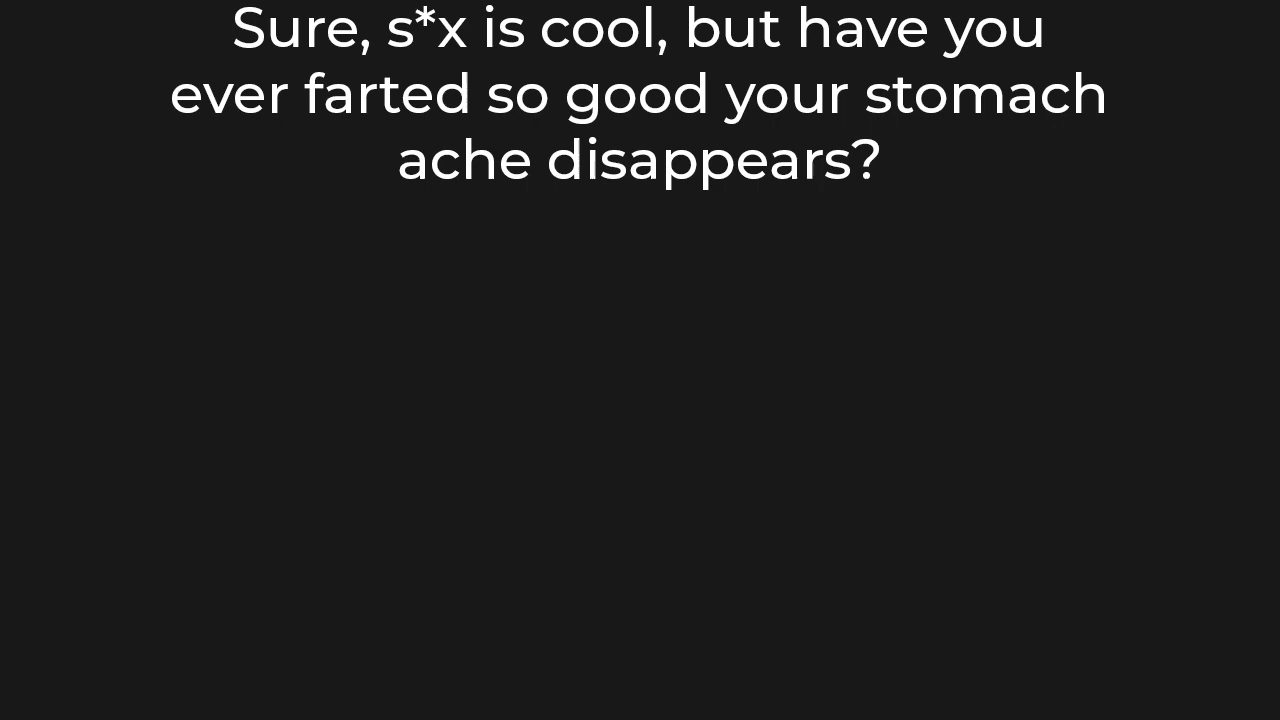 Sure, s*x is cool, but have you
ever farted so good your stomach
ache disappears?